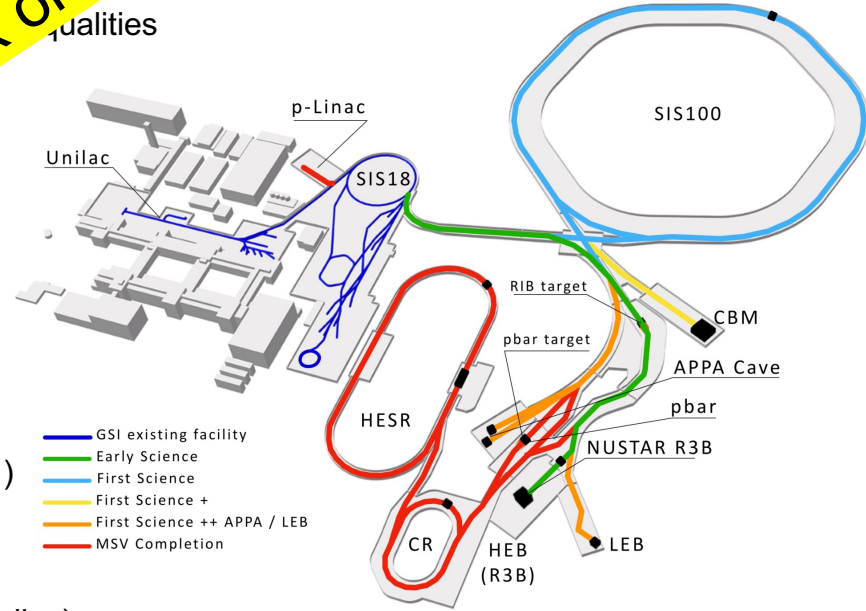 qualities
p-Linac
Unilac
SIS18
SIS100
RIB target
CBM
pbar target
APPA Cave
pbar
HESR
NUSTAR R3B
GSI existing facility
Early Science
First Science
First Science +
First Science ++ APPA / LEB
MSV Completion
)
CR
HEB
(R3B)
LEB